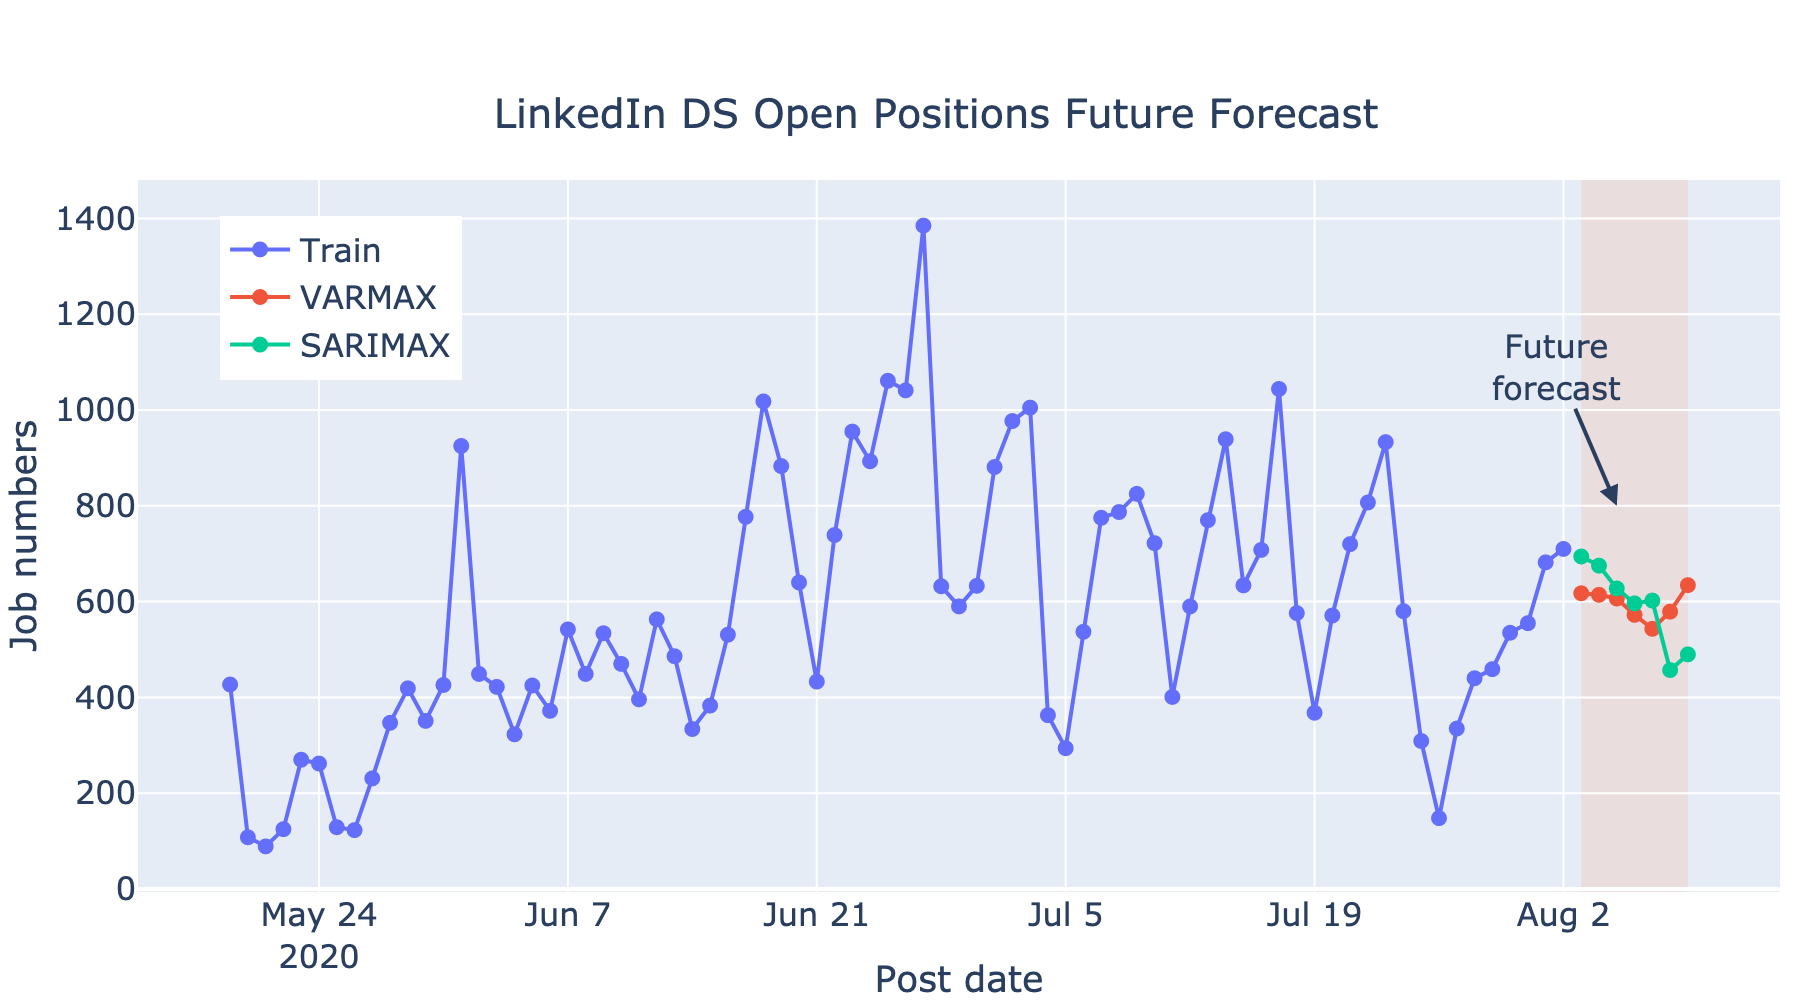 LinkedIn DS Open Positions Future Forecast
Train
VARMAX
SARIMAX
Future
forecast
Job numbers
1400
1200
1000
800
600
400
200
0
May 24
2020
Jun 7
Jun 21
Jul 5
Jul 19
Aug 2
Post date